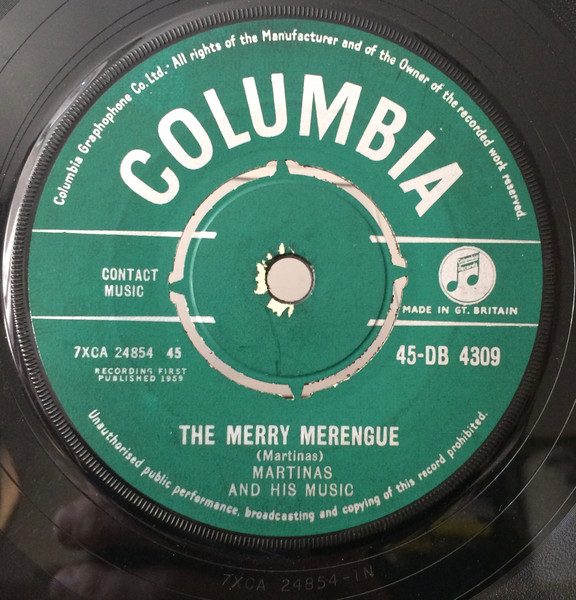 Columbia Graphophone Co. Ltd. · All rights of the Manufacturer and of the Owner of the recorded work reserved.
COLUMBIA
CONTACT
MUSIC
MADE IN GT. BRITAIN
7XCA 24854 45
45-DB 4309
RECORDING FIRST
PUBLISHED 1959
THE MERRY MERENGUE
(Martinas)
MARTINAS
AND HIS MUSIC
Unauthorised public performance, broadcasting and copying of this record prohibited.
7XCA 24854-1N